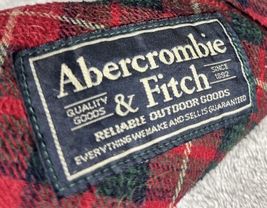 Abercrombie
QUALITY GOODS & Fitch SINCE 1892
RELIABLE OUTDOOR GOODS
EVERYTHING WE MAKE AND SELL IS GUARANTEED